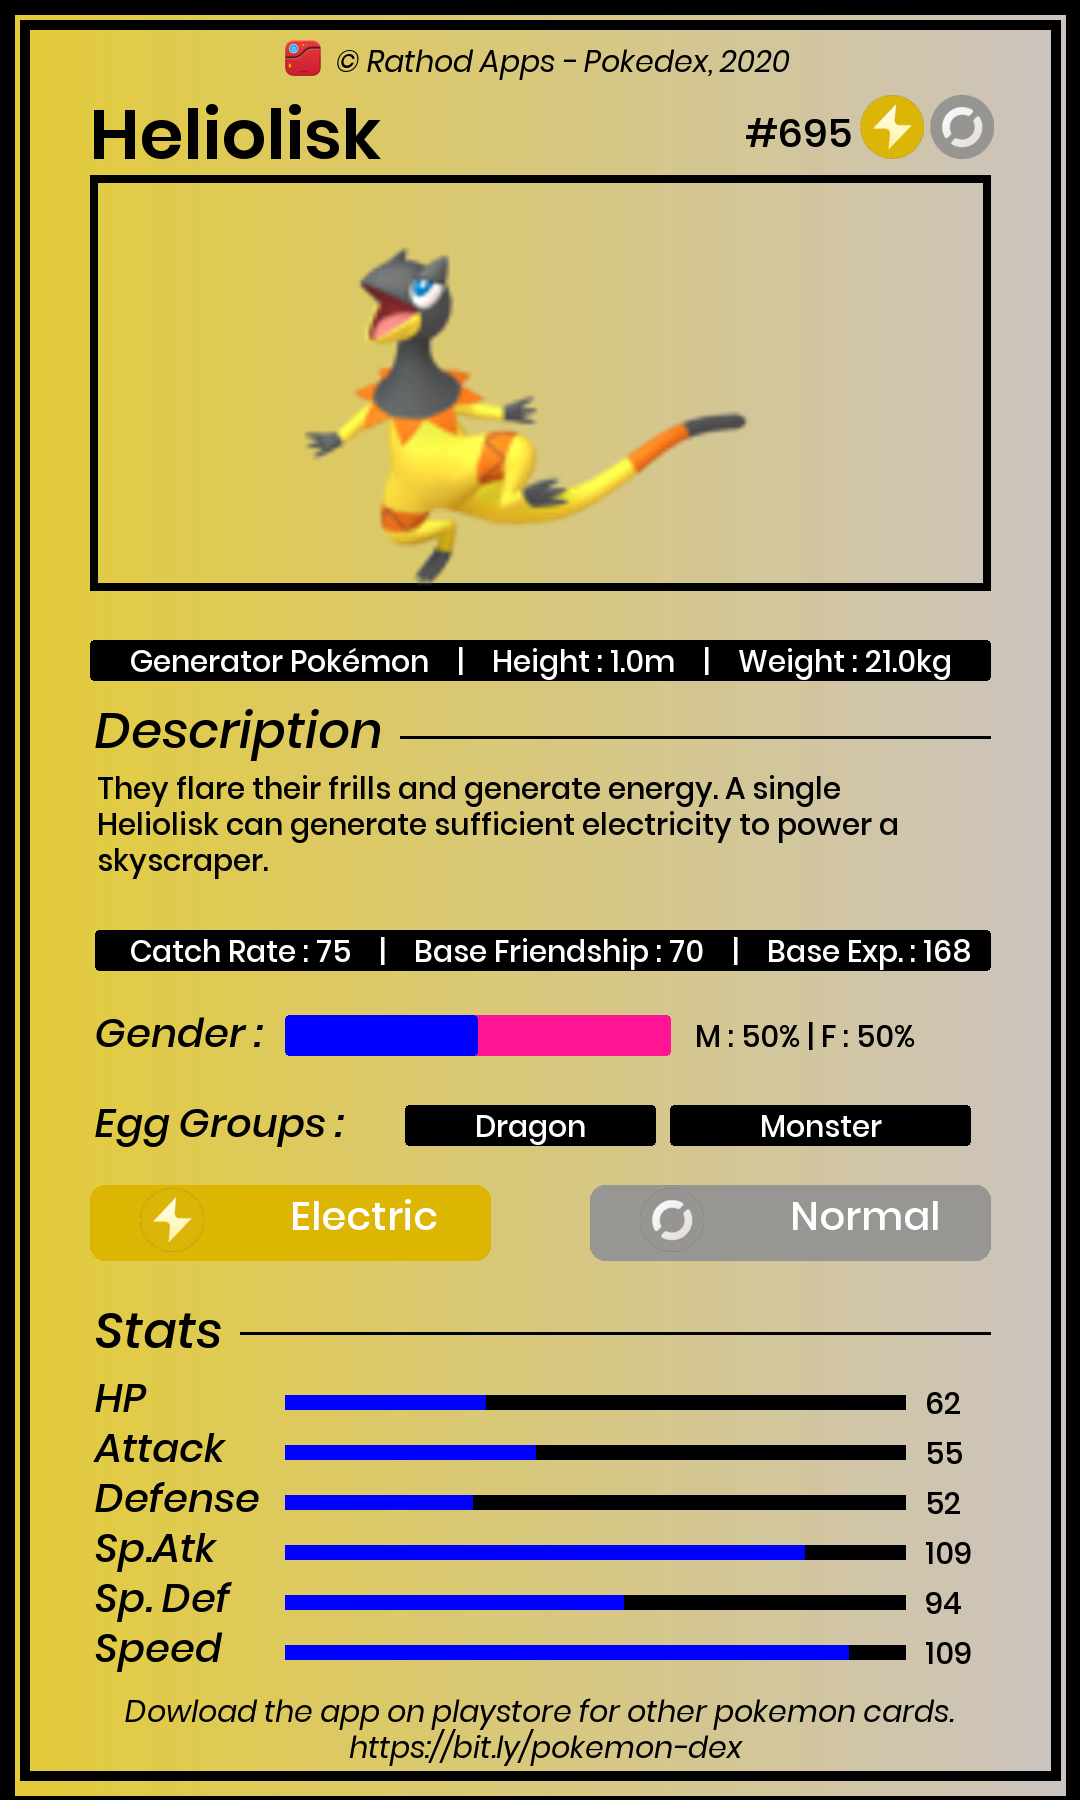 © Rathod Apps - Pokedex, 2020
Heliolisk
#695
Generator Pokémon | Height : 1.0m | Weight : 21.0kg
Description
They flare their frills and generate energy. A single
Heliolisk can generate sufficient electricity to power a
skyscraper.
Catch Rate : 75 | Base Friendship : 70 | Base Exp. : 168
Gender : M : 50% | F : 50%
Egg Groups : Dragon Monster
Electric Normal
Stats
HP 62
Attack 55
Defense 52
Sp.Atk 109
Sp. Def 94
Speed 109
Dowload the app on playstore for other pokemon cards.
https://bit.ly/pokemon-dex